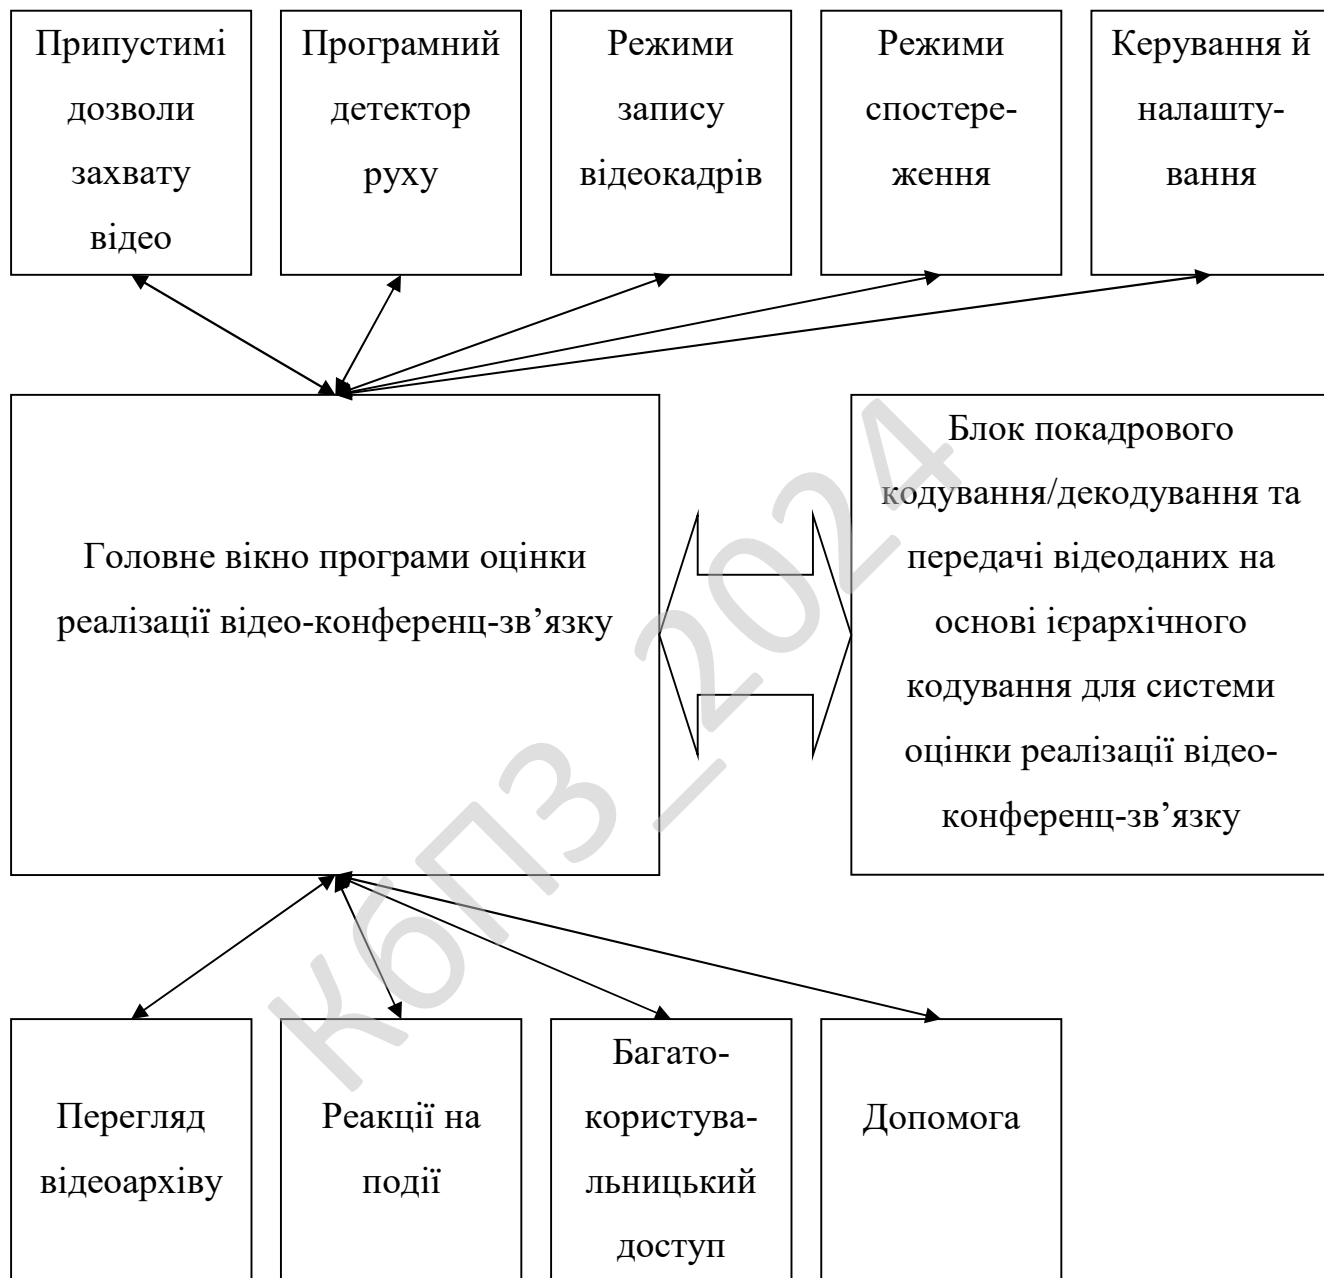 Припустимі
дозволи
захвату
відео
Програмний
детектор
руху
Режими
запису
відеокадрів
Режими
спостере-
ження
Керування й
налашту-
вання
Головне вікно програми оцінки
реалізації відео-конференц-зв’язку
Блок покадрового
кодування/декодування та
передачі відеоданих на
основі ієрархічного
кодування для системи
оцінки реалізації відео-
конференц-зв’язку
КбПЗ_2024
Перегляд
відеоархіву
Реакції на
події
Багато-
користува-
льницький
доступ
Допомога